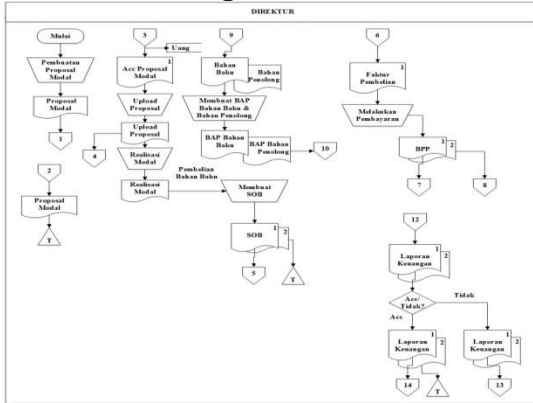 DIREKTUR
Mulai
Pembuatan
Proposal
Modal
Proposal
Modal
1
2
Proposal
Modal
T
3
Uang
Acc Proposal
Modal
1
Upload
Proposal
Upload
Proposal
4
Realisasi
Modal
Realisasi
Modal
Pembelian
Bahan Baku
9
Bahan
Baku
Bahan
Penolong
Membuat BAP
Bahan Baku &
Bahan Penolong
BAP Bahan
Baku
BAP Bahan
Penolong
10
Membuat
SOB
SOB
1
2
5
T
6
Faktur
Pembelian
1
Melakukan
Pembayaran
BPP
1
2
7
8
12
Laporan
Keuangan
1
2
Acc/
Tidak?
Tidak
Acc
Laporan
Keuangan
1
2
14
T
Laporan
Keuangan
1
2
13